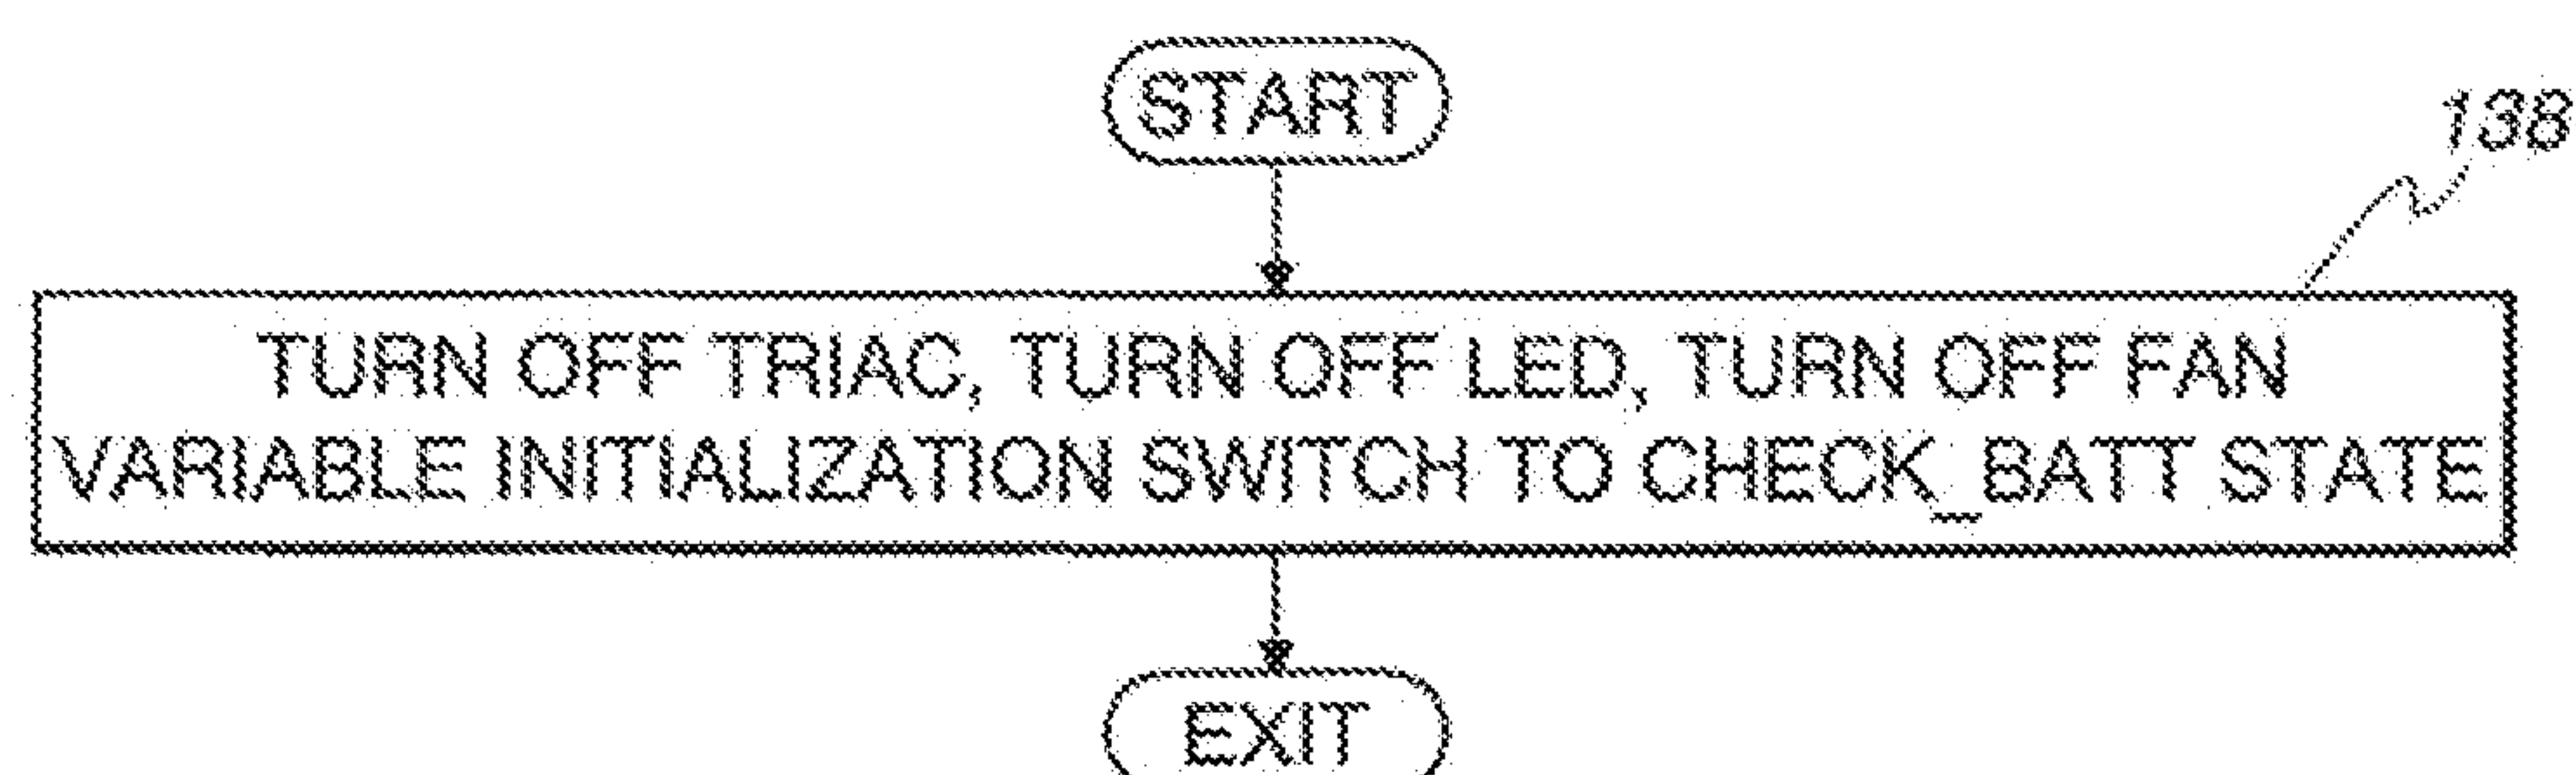 START
138
TURN OFF TRIAC, TURN OFF LED, TURN OFF FAN
VARIABLE INITIALIZATION SWITCH TO CHECK_BATT STATE
EXIT